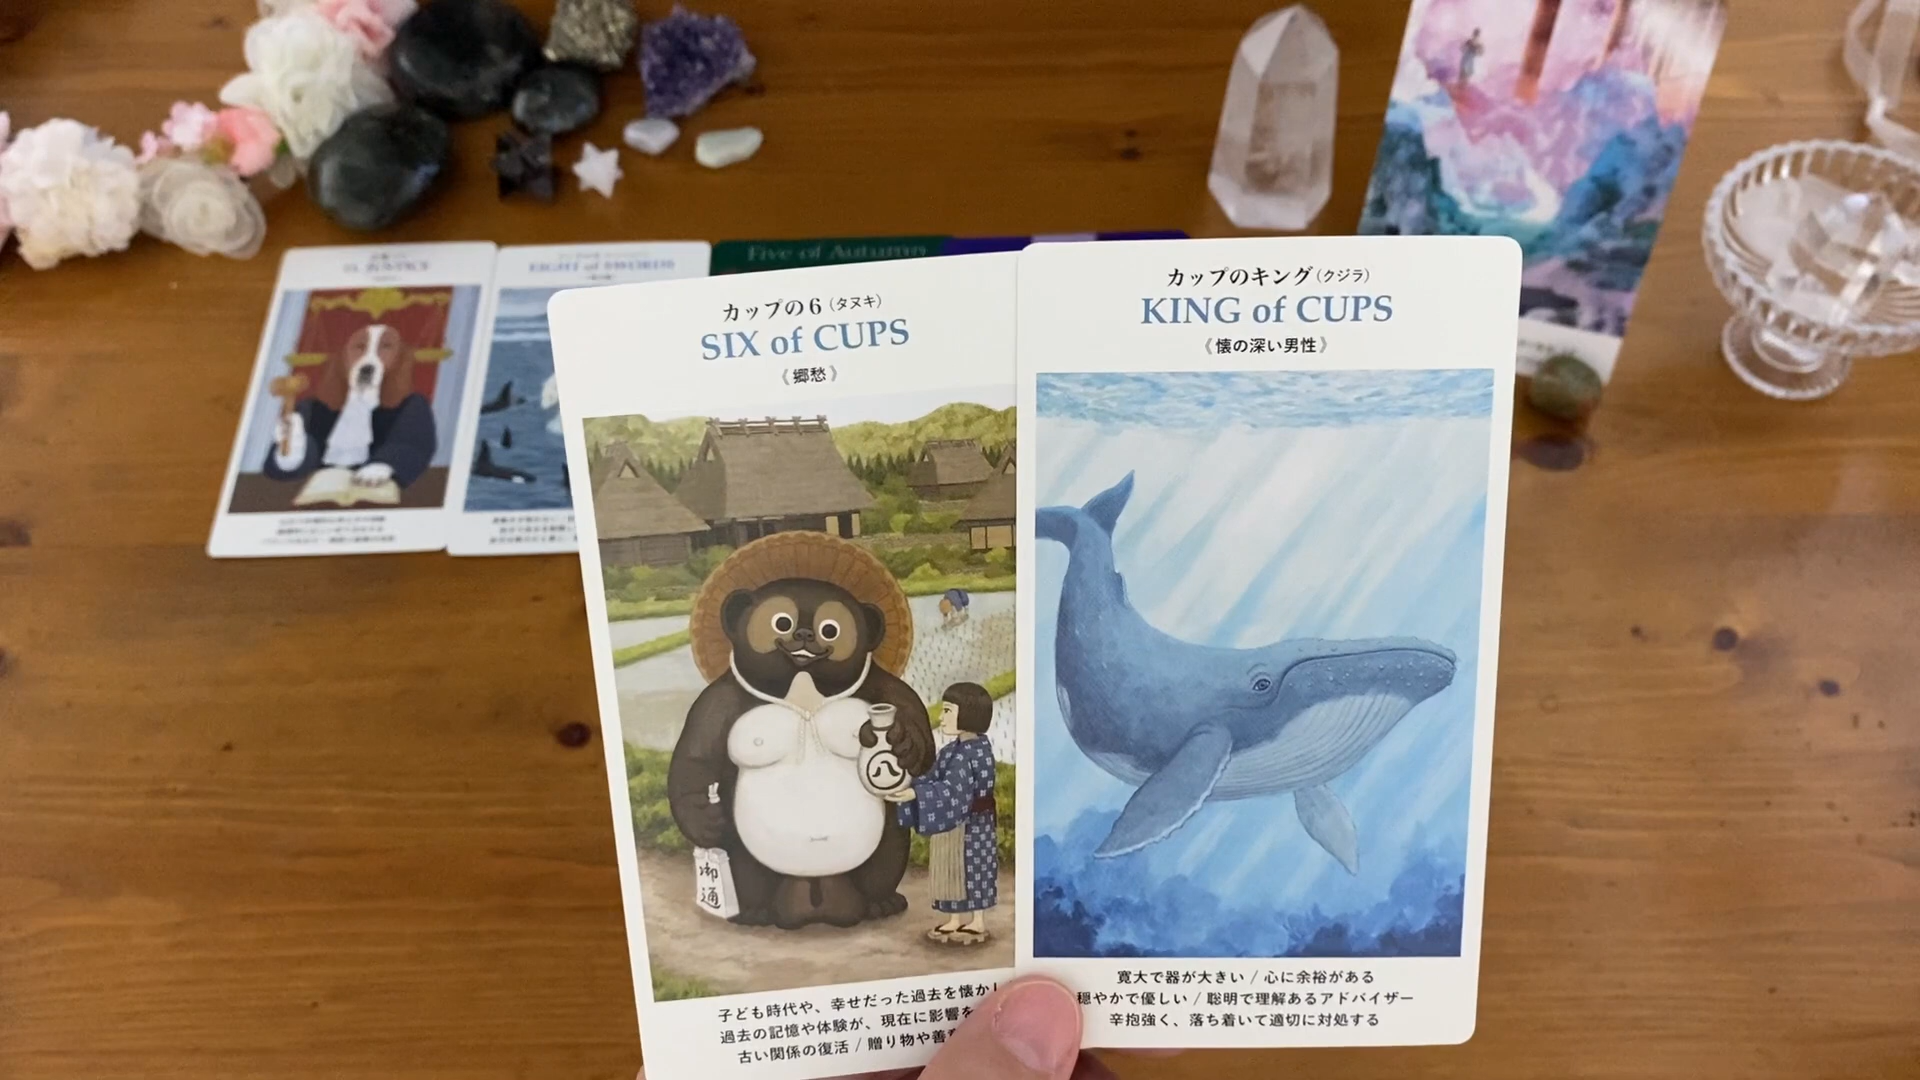 JUSTICE
EIGHT of SWORDS
Five of Autumn
カップの6（タヌキ）
SIX of CUPS
《郷愁》
八
御通
子ども時代や、幸せだった過去を懐かし
過去の記憶や体験が、現在に影響を
古い関係の復活 / 贈り物や善
カップのキング（クジラ）
KING of CUPS
《懐の深い男性》
寛大で器が大きい / 心に余裕がある
穏やかで優しい / 聡明で理解あるアドバイザー
辛抱強く、落ち着いて適切に対処する